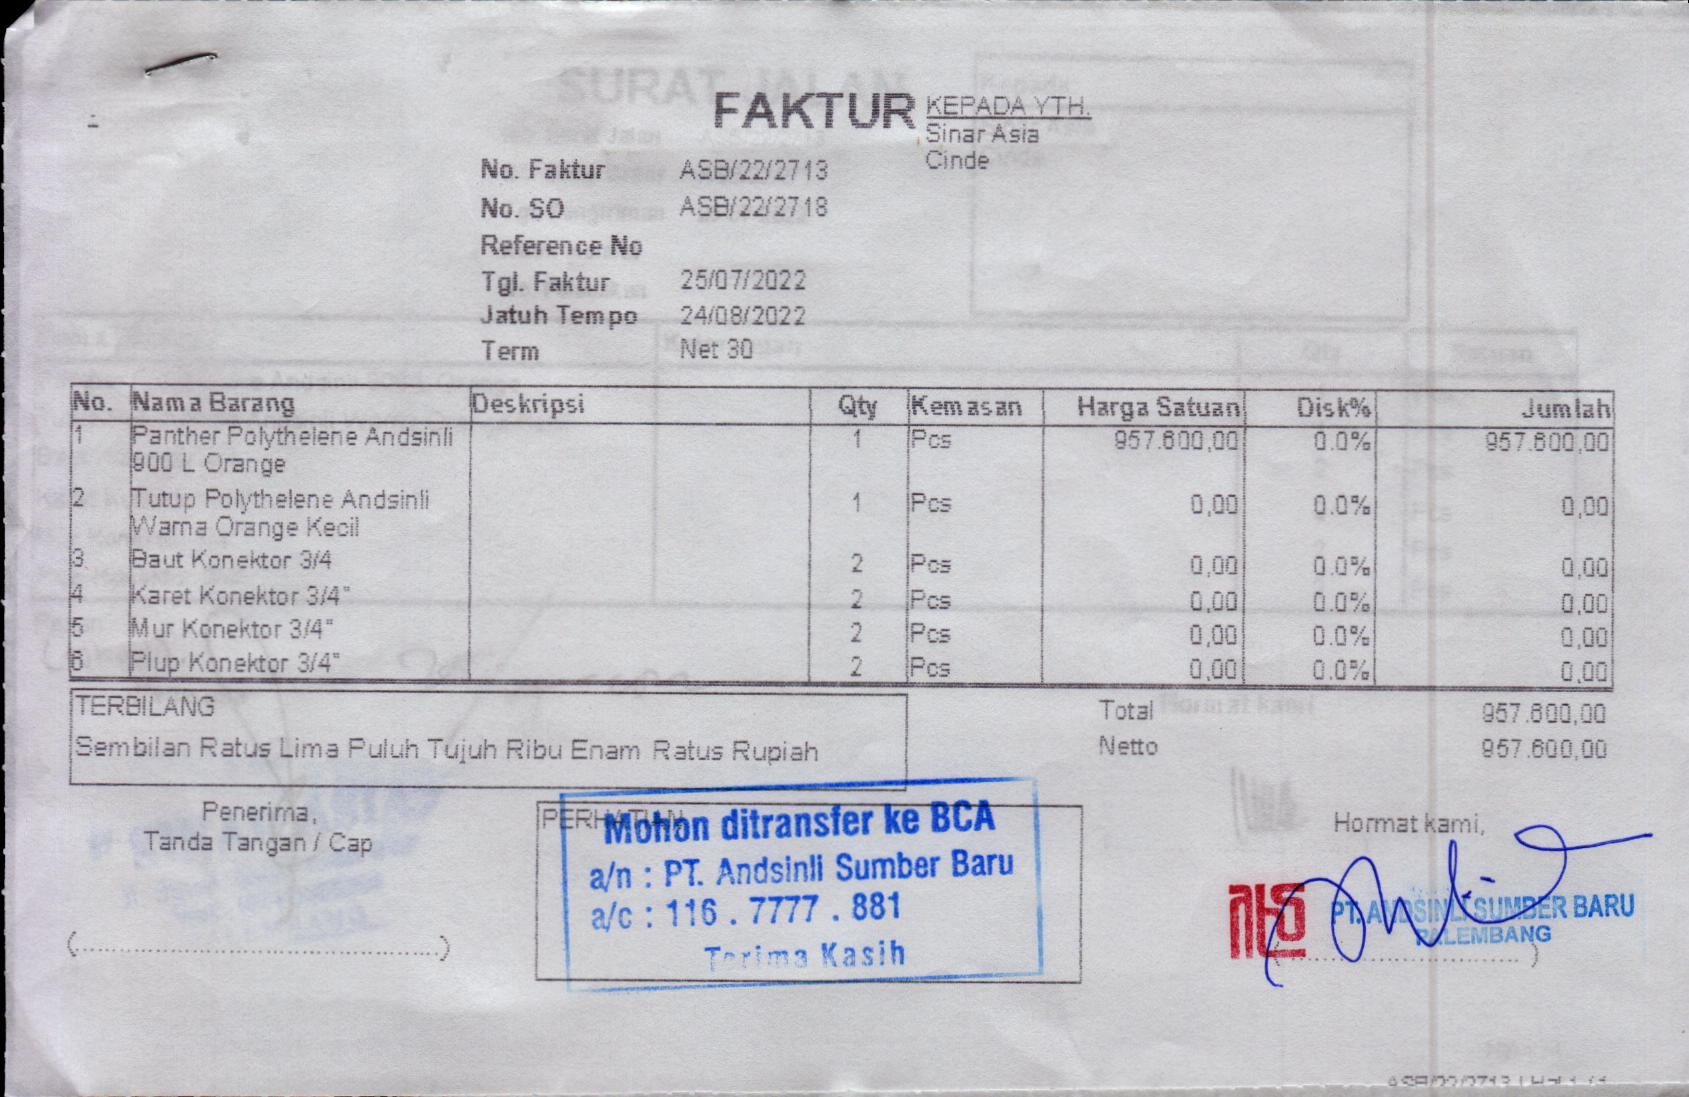 FAKTUR
KEPADA YTH.
Sinar Asia
Cinde
No. Faktur ASB/22/2713
No. SO ASB/22/2718
Reference No
Tgl. Faktur 25/07/2022
Jatuh Tempo 24/08/2022
Term Net 30
No. Nama Barang Deskripsi Qty Kemasan Harga Satuan Disk% Jumlah
1 Panther Polythelene Andsinli 1 Pcs 957.600,00 0.0% 957.600,00
900 L Orange
2 Tutup Polythelene Andsinli 1 Pcs 0,00 0.0% 0,00
Warna Orange Kecil
3 Baut Konektor 3/4 2 Pcs 0,00 0.0% 0,00
4 Karet Konektor 3/4" 2 Pcs 0,00 0.0% 0,00
5 Mur Konektor 3/4" 2 Pcs 0,00 0.0% 0,00
6 Plup Konektor 3/4" 2 Pcs 0,00 0.0% 0,00
TERBILANG
Sembilan Ratus Lima Puluh Tujuh Ribu Enam Ratus Rupiah
Total 957.600,00
Netto 957.600,00
Penerima,
Tanda Tangan / Cap
(..........................................)
PERHATIAN
Mohon ditransfer ke BCA
a/n : PT. Andsinli Sumber Baru
a/c : 116 . 7777 . 881
Terima Kasih
Hormat kami,
PT. ANDSINLI SUMBER BARU
PALEMBANG
(..............................)
ASB/22/2713 | Hal 1 / 1